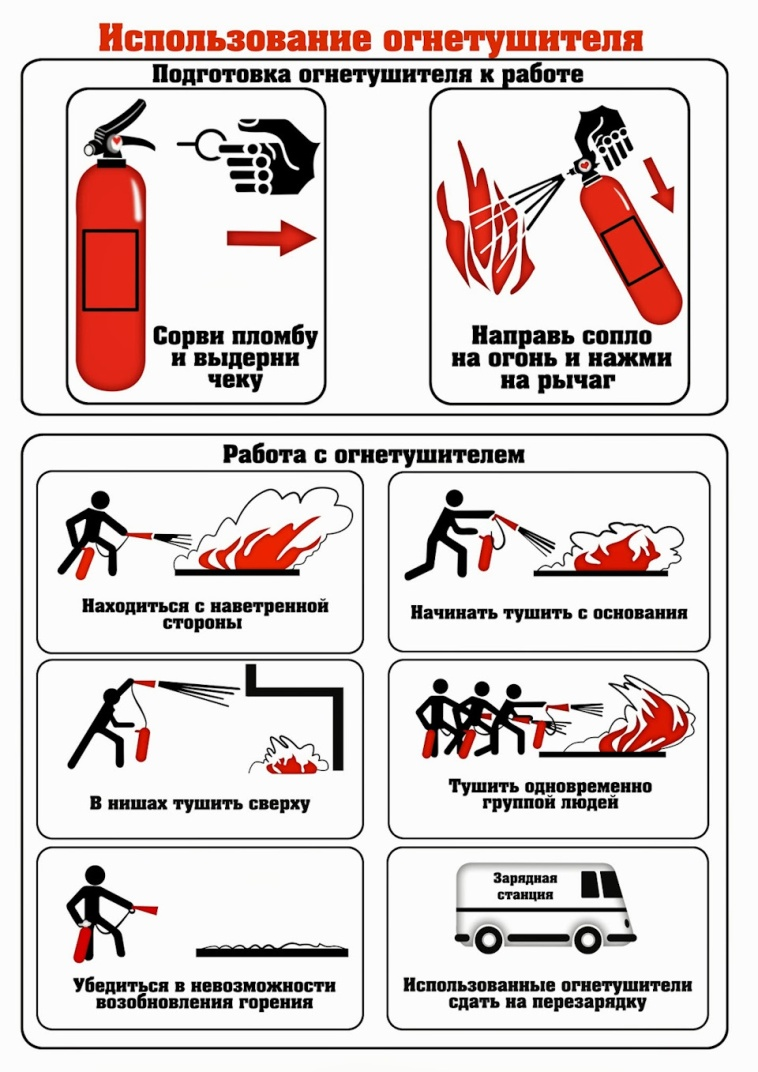 Использование огнетушителя
Подготовка огнетушителя к работе
Сорви пломбу
и выдерни
чеку
Направь сопло
на огонь и нажми
на рычаг
Работа с огнетушителем
Находиться с наветренной
стороны
Начинать тушить с основания
В нишах тушить сверху
Тушить одновременно
группой людей
Убедиться в невозможности
возобновления горения
Зарядная
станция
Использованные огнетушители
сдать на перезарядку